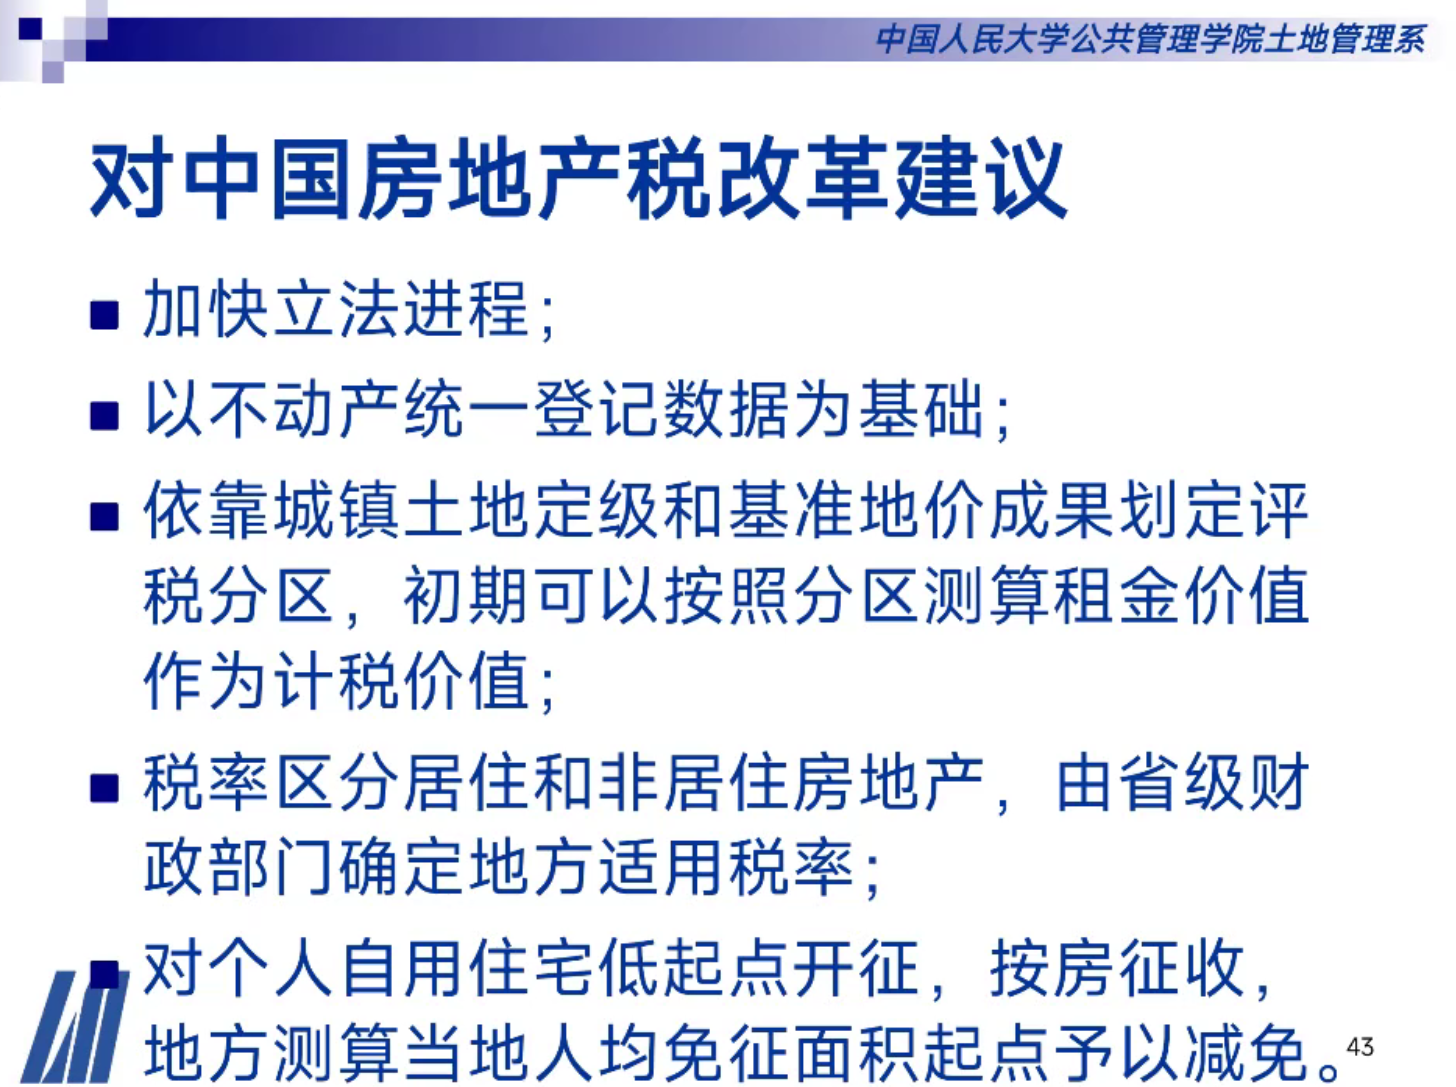 中国人民大学公共管理学院土地管理系
对中国房地产税改革建议
加快立法进程；
以不动产统一登记数据为基础；
依靠城镇土地定级和基准地价成果划定评
税分区，初期可以按照分区测算租金价值
作为计税价值；
税率区分居住和非居住房地产，由省级财
政部门确定地方适用税率；
对个人自用住宅低起点开征，按房征收，
地方测算当地人均免征面积起点予以减免。
43